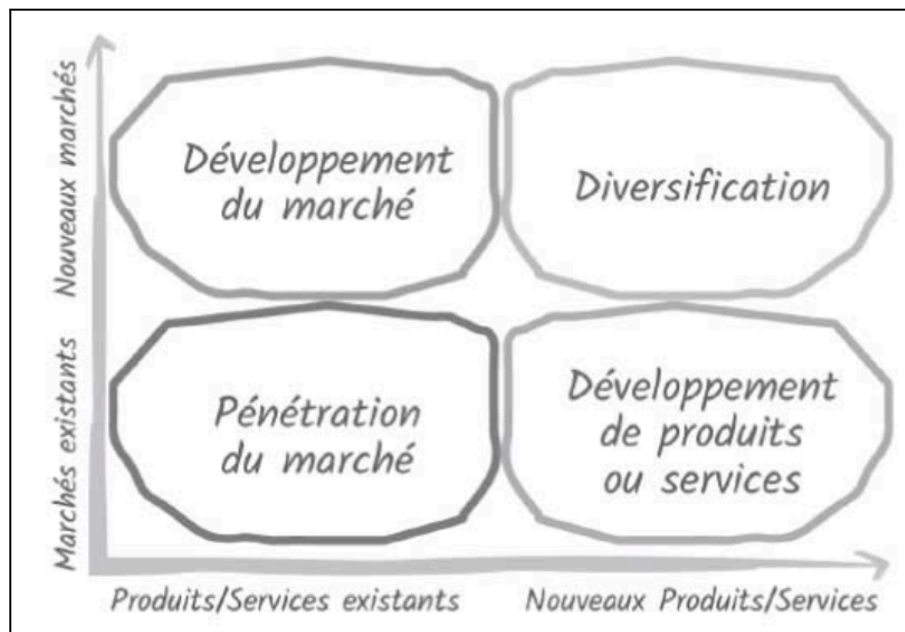 Nouveaux marchés
Développement
du marché
Diversification
Marchés existants
Pénétration
du marché
Développement
de produits
ou services
Produits/Services existants
Nouveaux Produits/Services